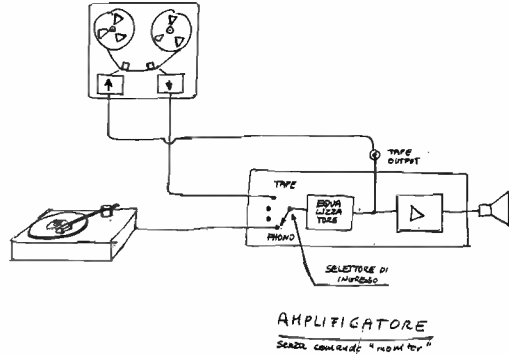 TAPE
OUTPUT
TAPE
EQUA
LIZZA
TORE
PHONO
SELETTORE DI
INGRESSO
AMPLIFICATORE
senza comando "monitor"